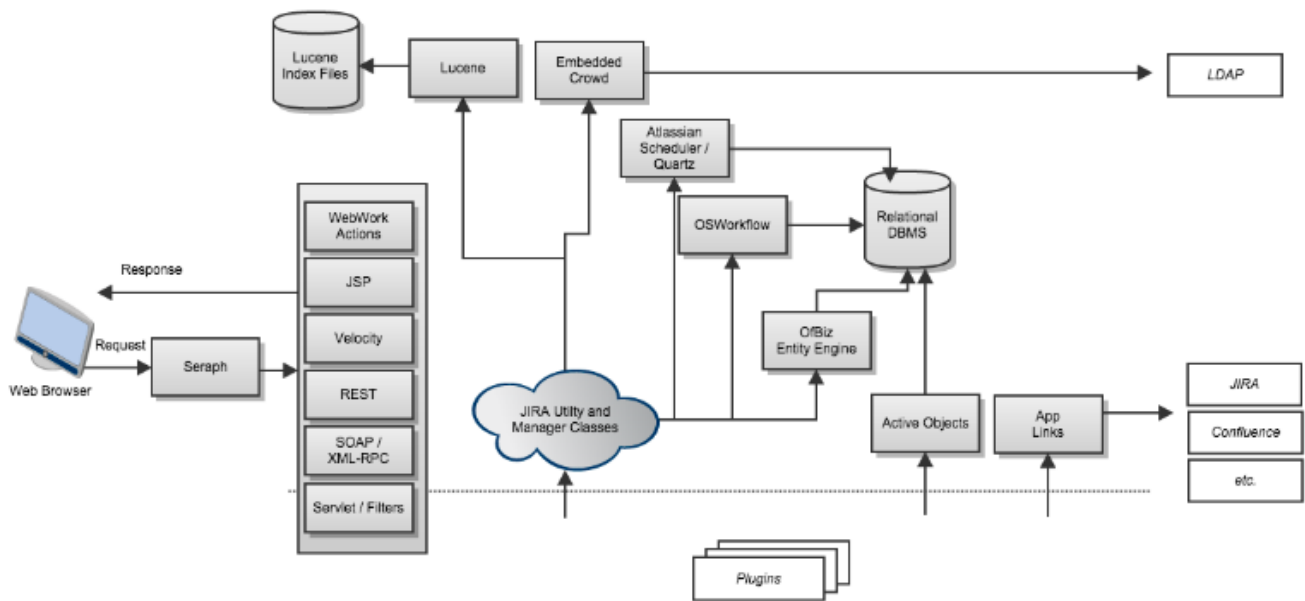 Lucene
Index Files
Lucene
Embedded
Crowd
LDAP
Atlassian
Scheduler /
Quartz
WebWork
Actions
OSWorkflow
Relational
DBMS
Response
JSP
Request
Seraph
Velocity
OfBiz
Entity Engine
Web Browser
REST
JIRA Utilty and
Manager Classes
Active Objects
App
Links
JIRA
Confluence
etc.
SOAP /
XML-RPC
Servlet / Filters
Plugins